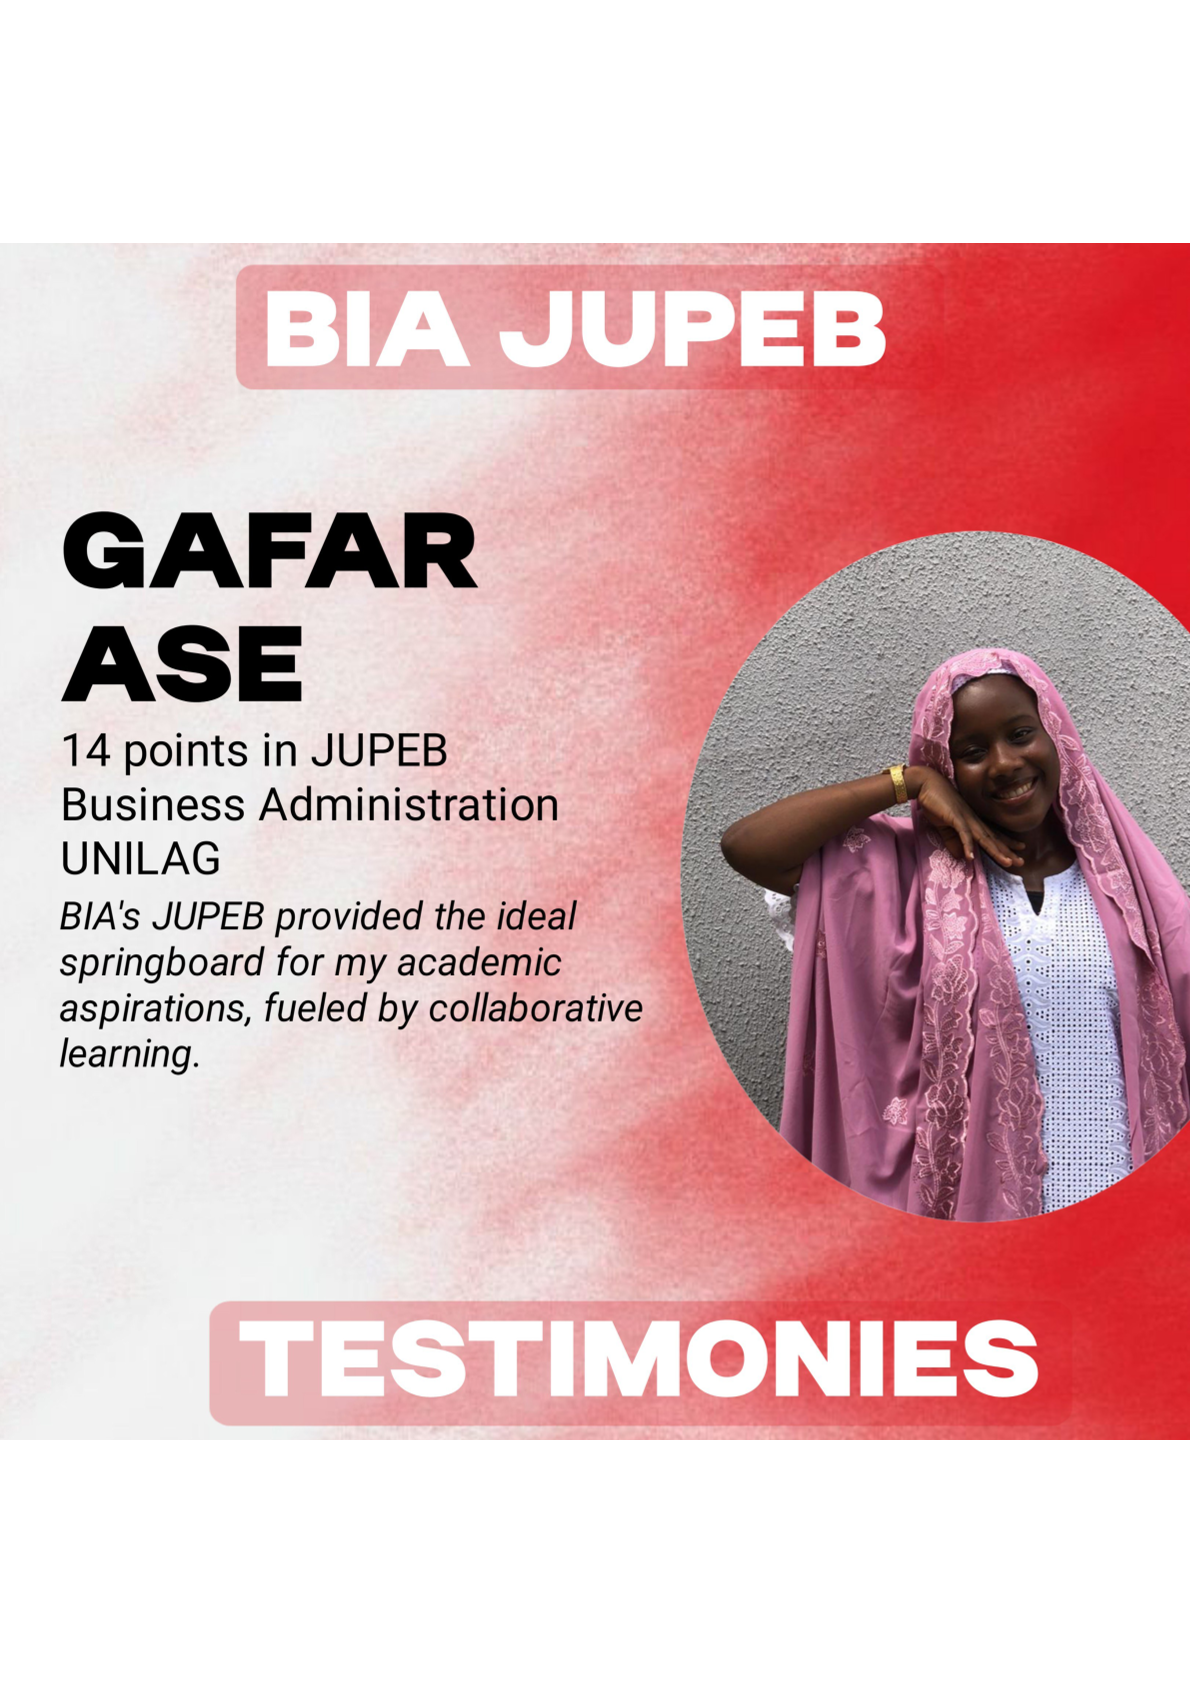 BIA JUPEB
GAFAR
ASE
14 points in JUPEB
Business Administration
UNILAG
BIA's JUPEB provided the ideal
springboard for my academic
aspirations, fueled by collaborative
learning.
TESTIMONIES